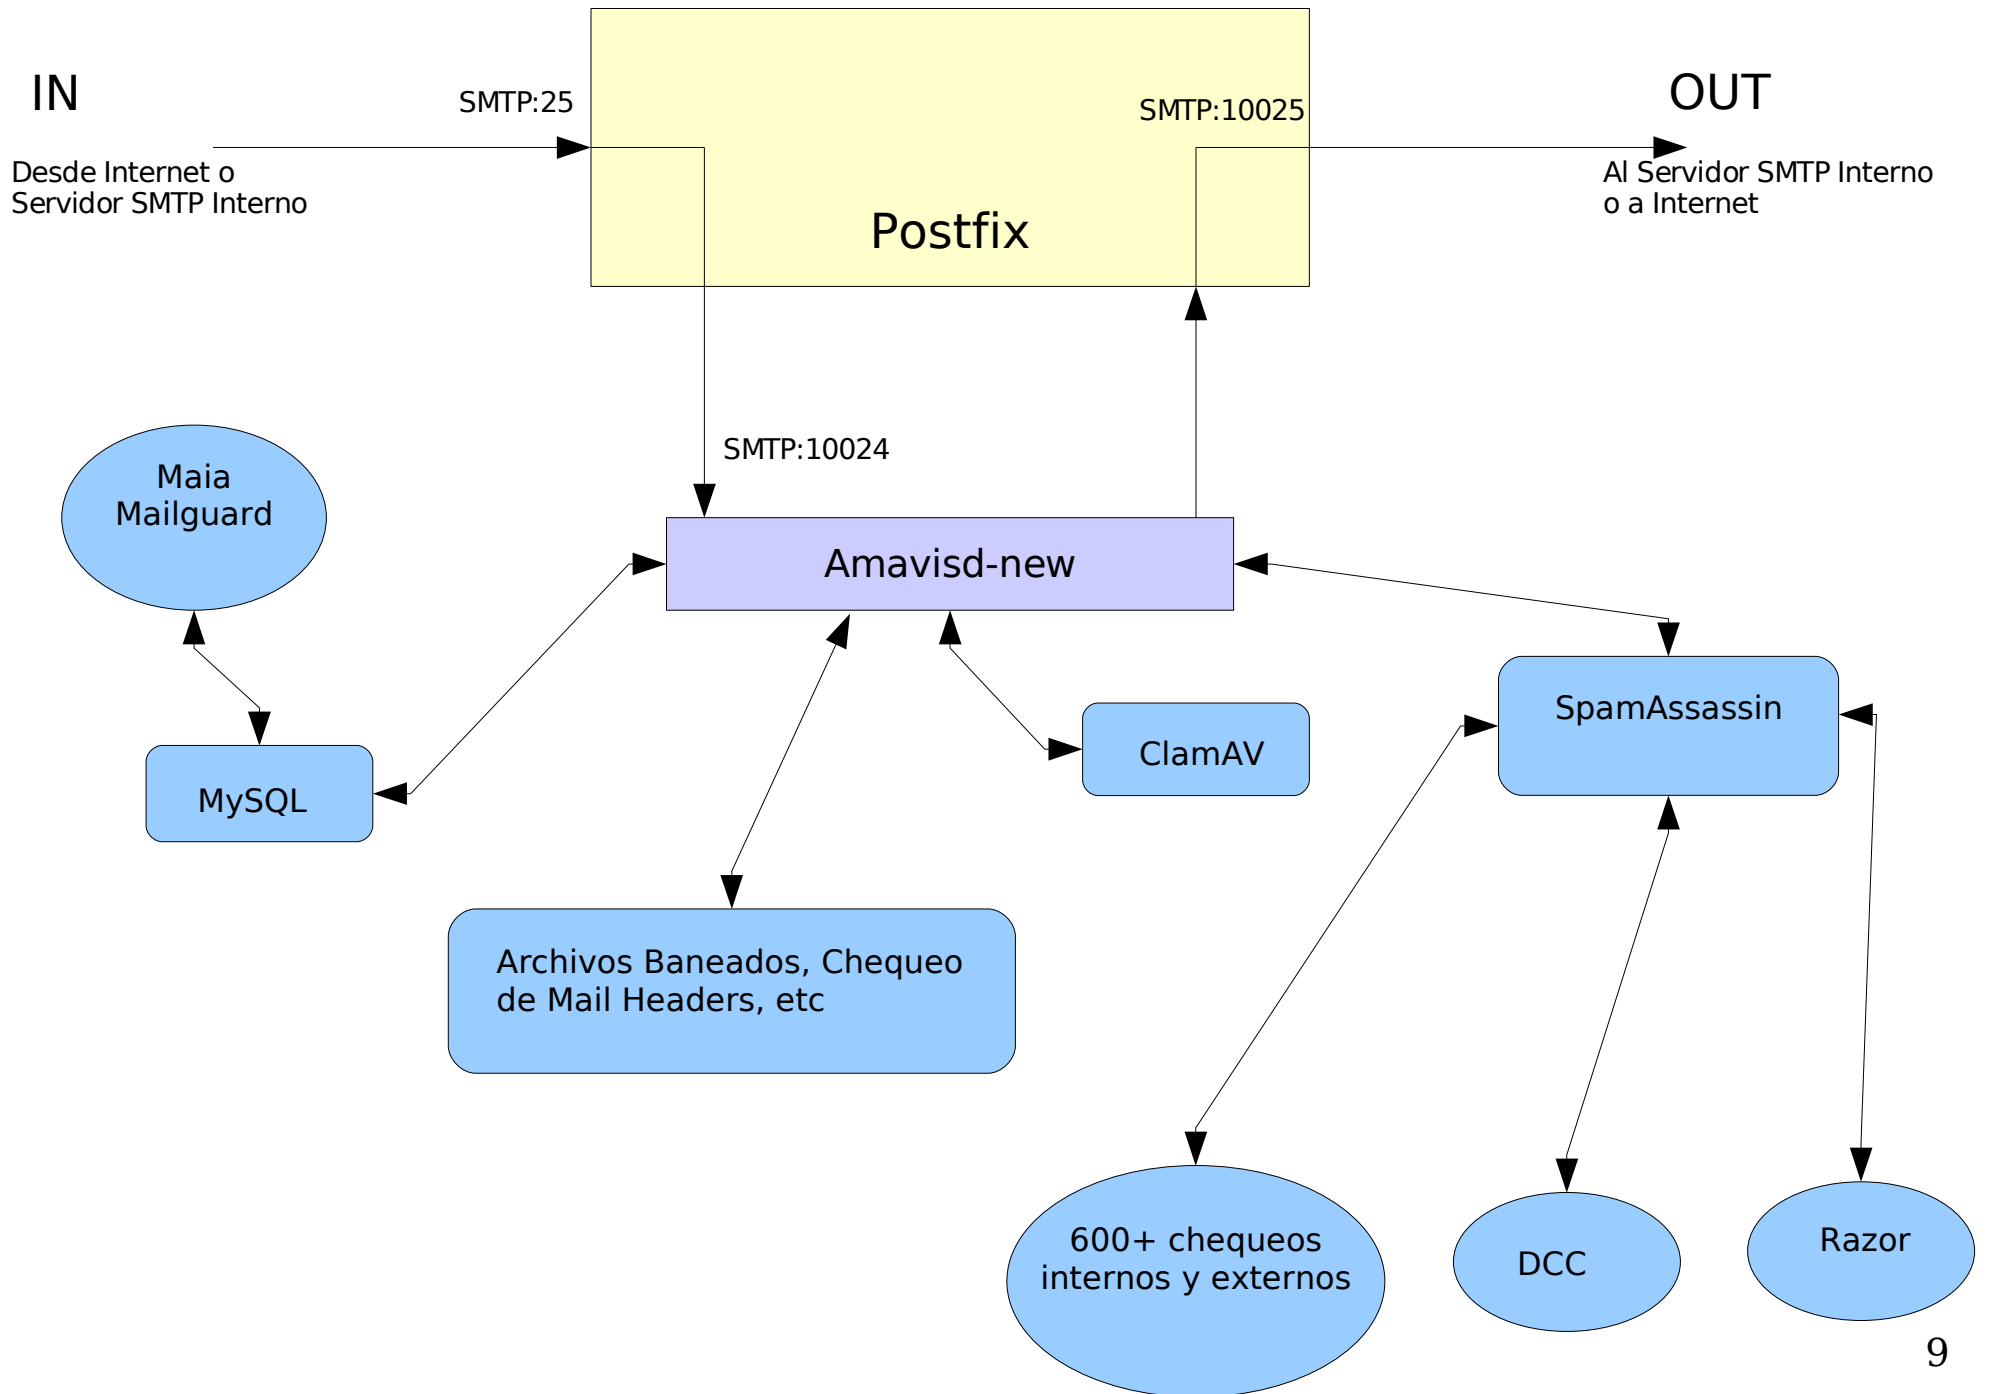 IN
SMTP:25
SMTP:10025
OUT
Desde Internet o
Servidor SMTP Interno
Al Servidor SMTP Interno
o a Internet
Postfix
SMTP:10024
Maia
Mailguard
Amavisd-new
SpamAssassin
ClamAV
MySQL
Archivos Baneados, Chequeo
de Mail Headers, etc
600+ chequeos
internos y externos
DCC
Razor
9